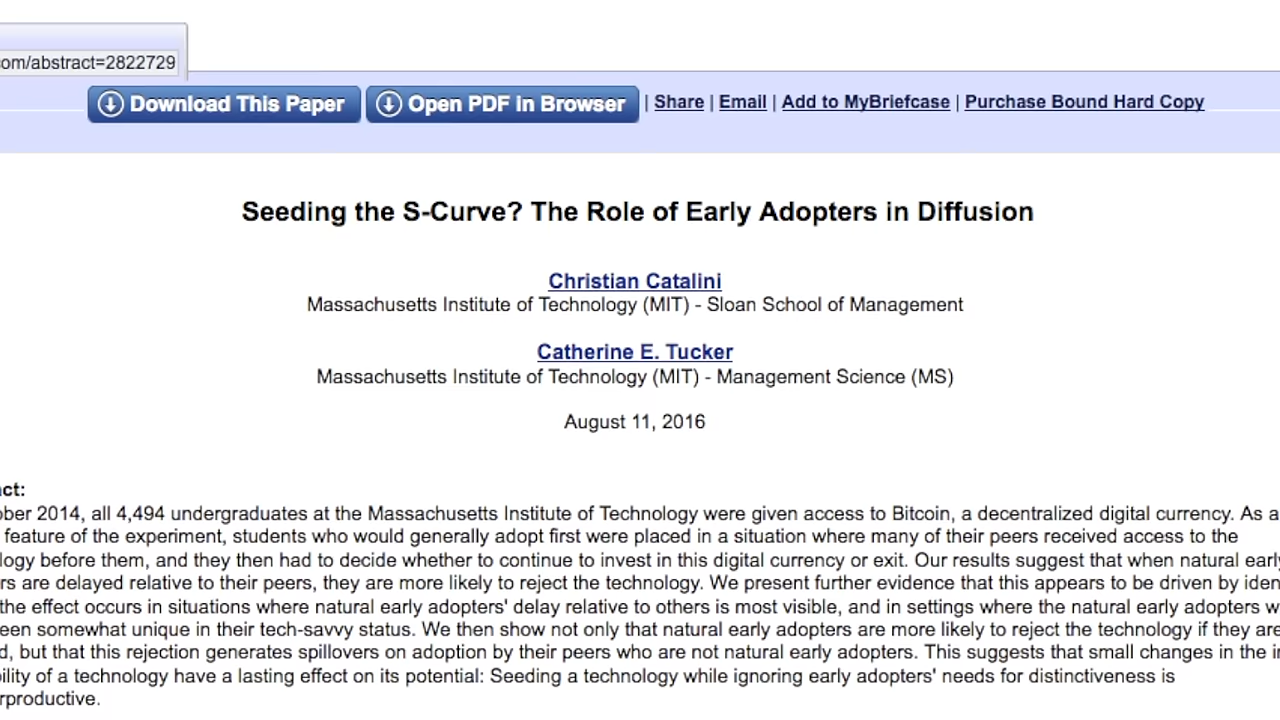 com/abstract=2822729
Download This Paper Open PDF in Browser | Share | Email | Add to MyBriefcase | Purchase Bound Hard Copy
Seeding the S-Curve? The Role of Early Adopters in Diffusion
Christian Catalini
Massachusetts Institute of Technology (MIT) - Sloan School of Management
Catherine E. Tucker
Massachusetts Institute of Technology (MIT) - Management Science (MS)
August 11, 2016
ct:
ber 2014, all 4,494 undergraduates at the Massachusetts Institute of Technology were given access to Bitcoin, a decentralized digital currency. As a
feature of the experiment, students who would generally adopt first were placed in a situation where many of their peers received access to the
logy before them, and they then had to decide whether to continue to invest in this digital currency or exit. Our results suggest that when natural early
rs are delayed relative to their peers, they are more likely to reject the technology. We present further evidence that this appears to be driven by iden
the effect occurs in situations where natural early adopters' delay relative to others is most visible, and in settings where the natural early adopters w
een somewhat unique in their tech-savvy status. We then show not only that natural early adopters are more likely to reject the technology if they are
d, but that this rejection generates spillovers on adoption by their peers who are not natural early adopters. This suggests that small changes in the in
bility of a technology have a lasting effect on its potential: Seeding a technology while ignoring early adopters' needs for distinctiveness is
rproductive.